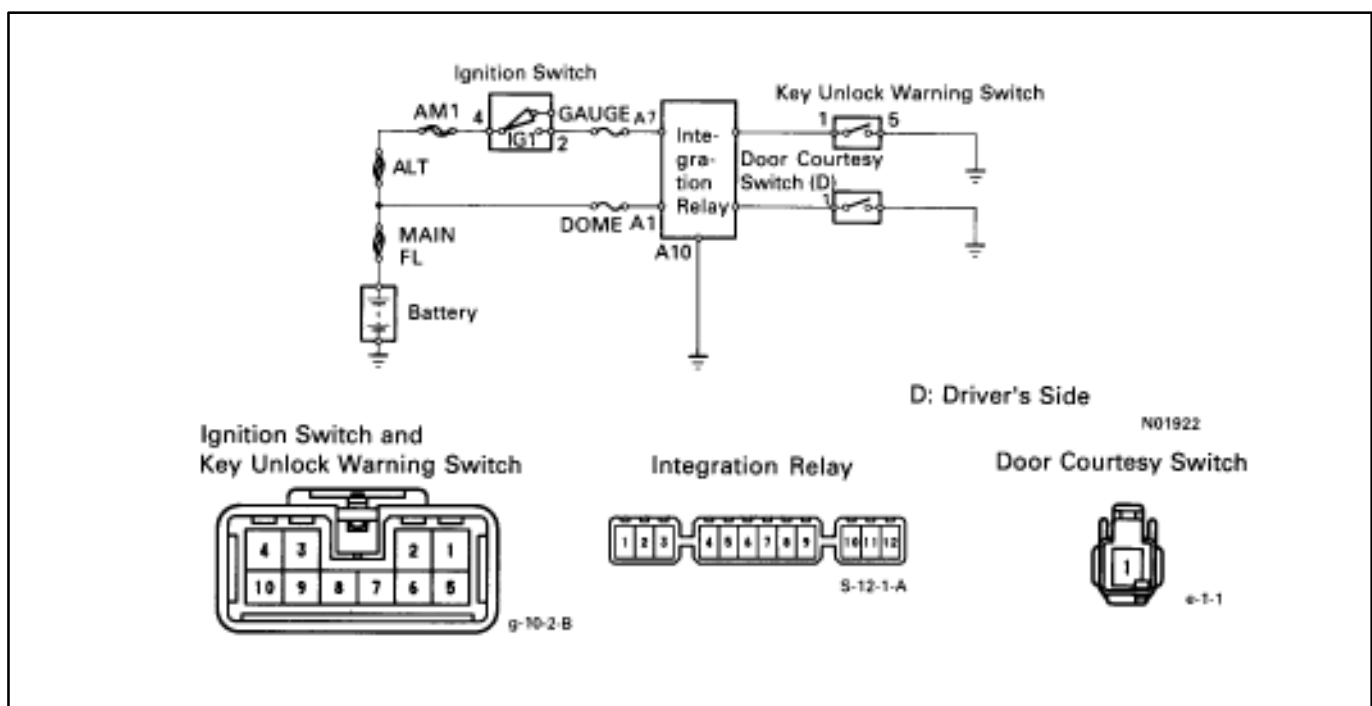 Ignition Switch
AM1
4
GAUGE
A7
IG1
2
Key Unlock Warning Switch
1
5
Inte-
gra-
tion
Relay
Door Courtesy
Switch (D)
1
ALT
DOME
A1
A10
MAIN
FL
Battery
D: Driver's Side
N01922
Ignition Switch and
Key Unlock Warning Switch
4 3 2 1
10 9 8 7 6 5
g-10-2-B
Integration Relay
1 2 3 4 5 6 7 8 9 10 11 12
S-12-1-A
Door Courtesy Switch
1
e-1-1